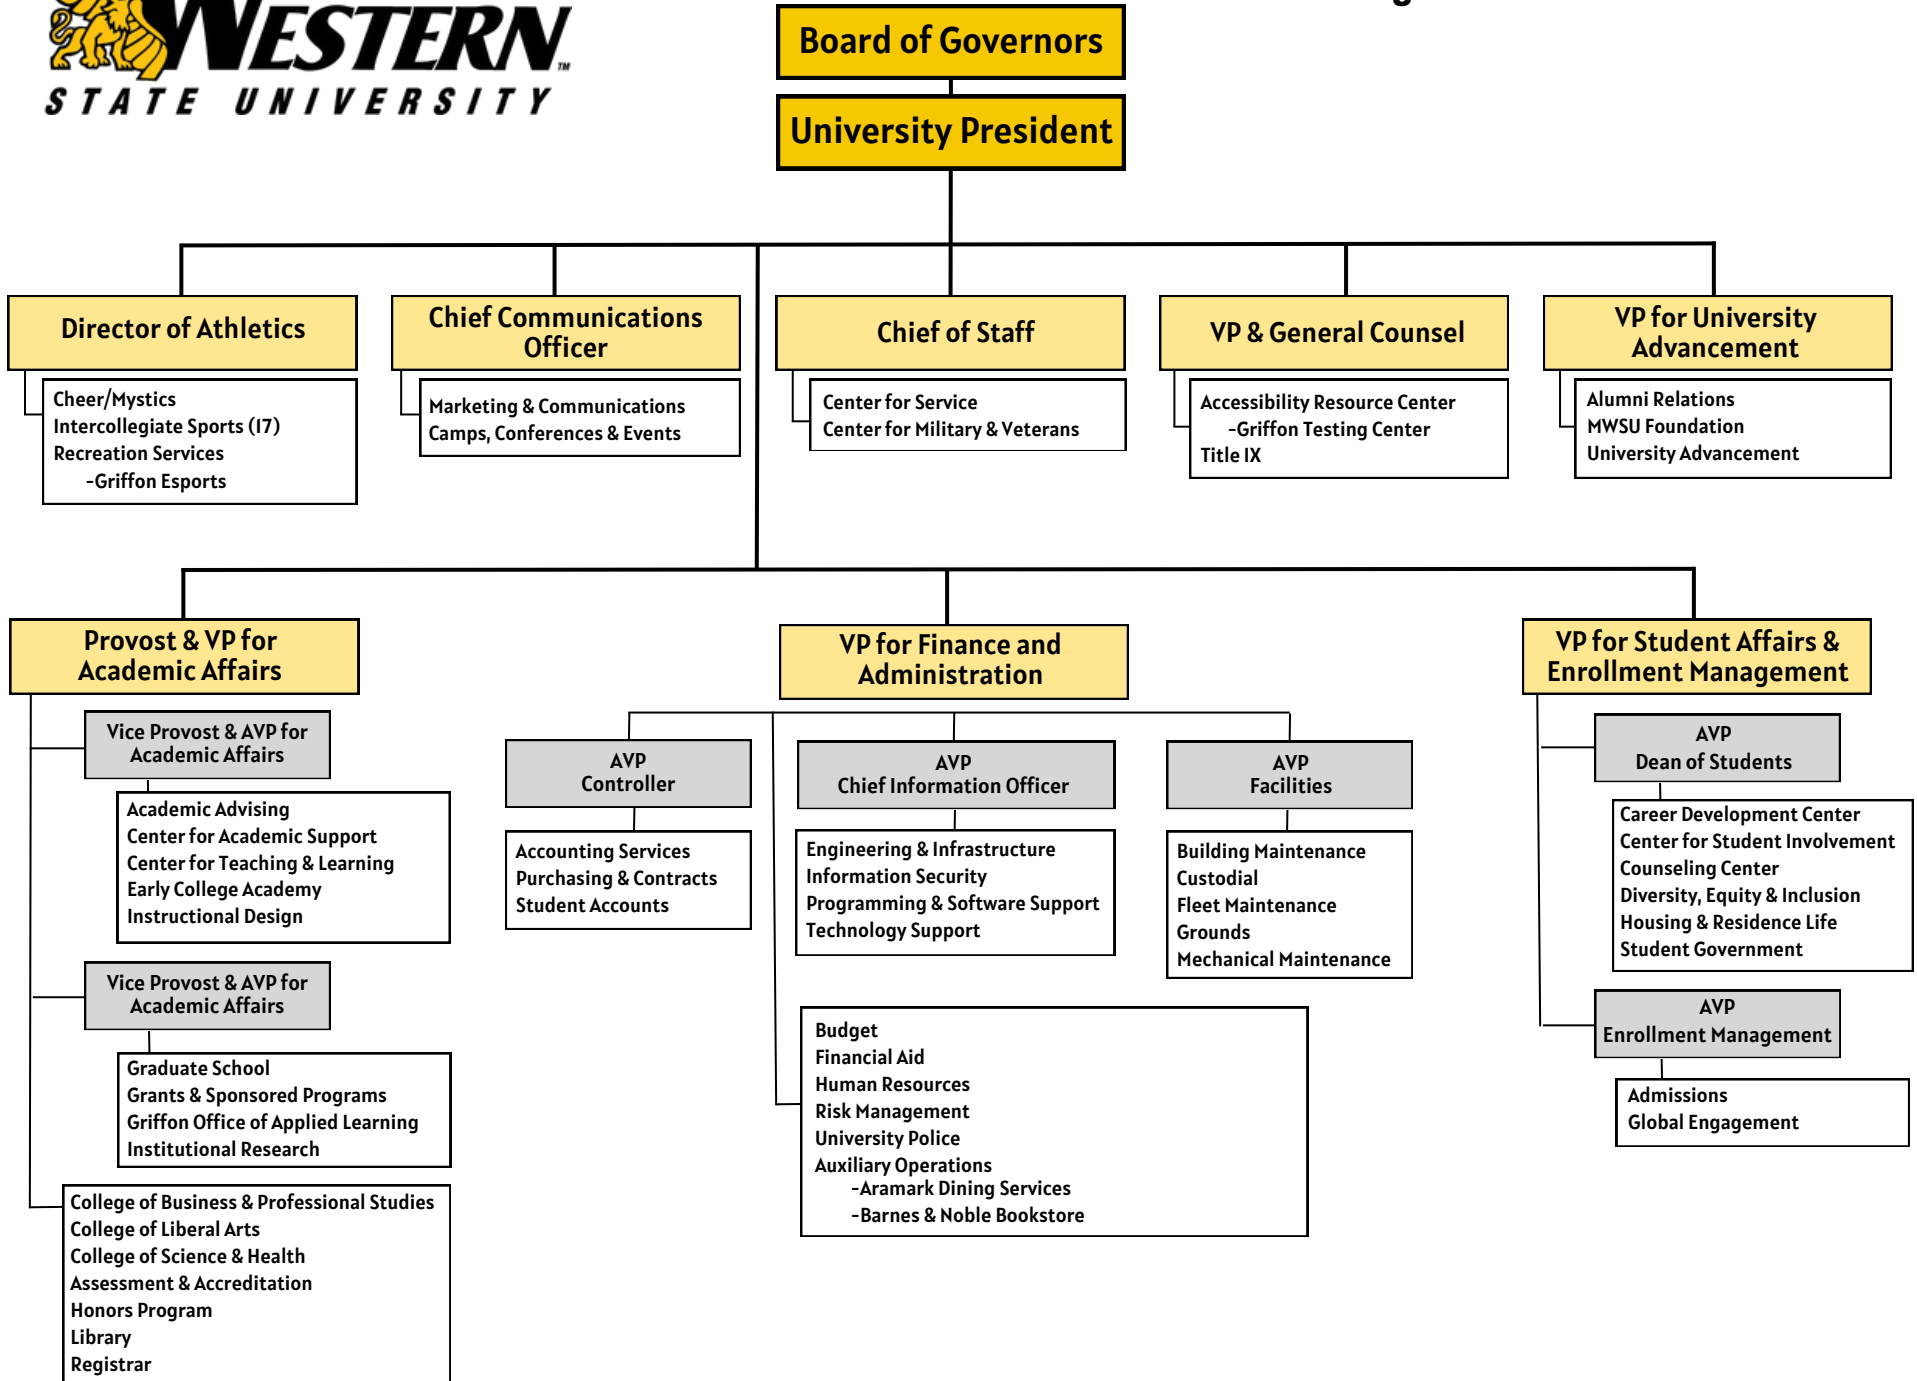 WESTERN
TM
STATE UNIVERSITY
Board of Governors
University President
Director of Athletics
Cheer/Mystics
Intercollegiate Sports (17)
Recreation Services
-Griffon Esports
Chief Communications
Officer
Marketing & Communications
Camps, Conferences & Events
Chief of Staff
Center for Service
Center for Military & Veterans
VP & General Counsel
Accessibility Resource Center
-Griffon Testing Center
Title IX
VP for University
Advancement
Alumni Relations
MWSU Foundation
University Advancement
Provost & VP for
Academic Affairs
Vice Provost & AVP for
Academic Affairs
Academic Advising
Center for Academic Support
Center for Teaching & Learning
Early College Academy
Instructional Design
Vice Provost & AVP for
Academic Affairs
Graduate School
Grants & Sponsored Programs
Griffon Office of Applied Learning
Institutional Research
College of Business & Professional Studies
College of Liberal Arts
College of Science & Health
Assessment & Accreditation
Honors Program
Library
Registrar
VP for Finance and
Administration
AVP
Controller
Accounting Services
Purchasing & Contracts
Student Accounts
AVP
Chief Information Officer
Engineering & Infrastructure
Information Security
Programming & Software Support
Technology Support
AVP
Facilities
Building Maintenance
Custodial
Fleet Maintenance
Grounds
Mechanical Maintenance
Budget
Financial Aid
Human Resources
Risk Management
University Police
Auxiliary Operations
-Aramark Dining Services
-Barnes & Noble Bookstore
VP for Student Affairs &
Enrollment Management
AVP
Dean of Students
Career Development Center
Center for Student Involvement
Counseling Center
Diversity, Equity & Inclusion
Housing & Residence Life
Student Government
AVP
Enrollment Management
Admissions
Global Engagement